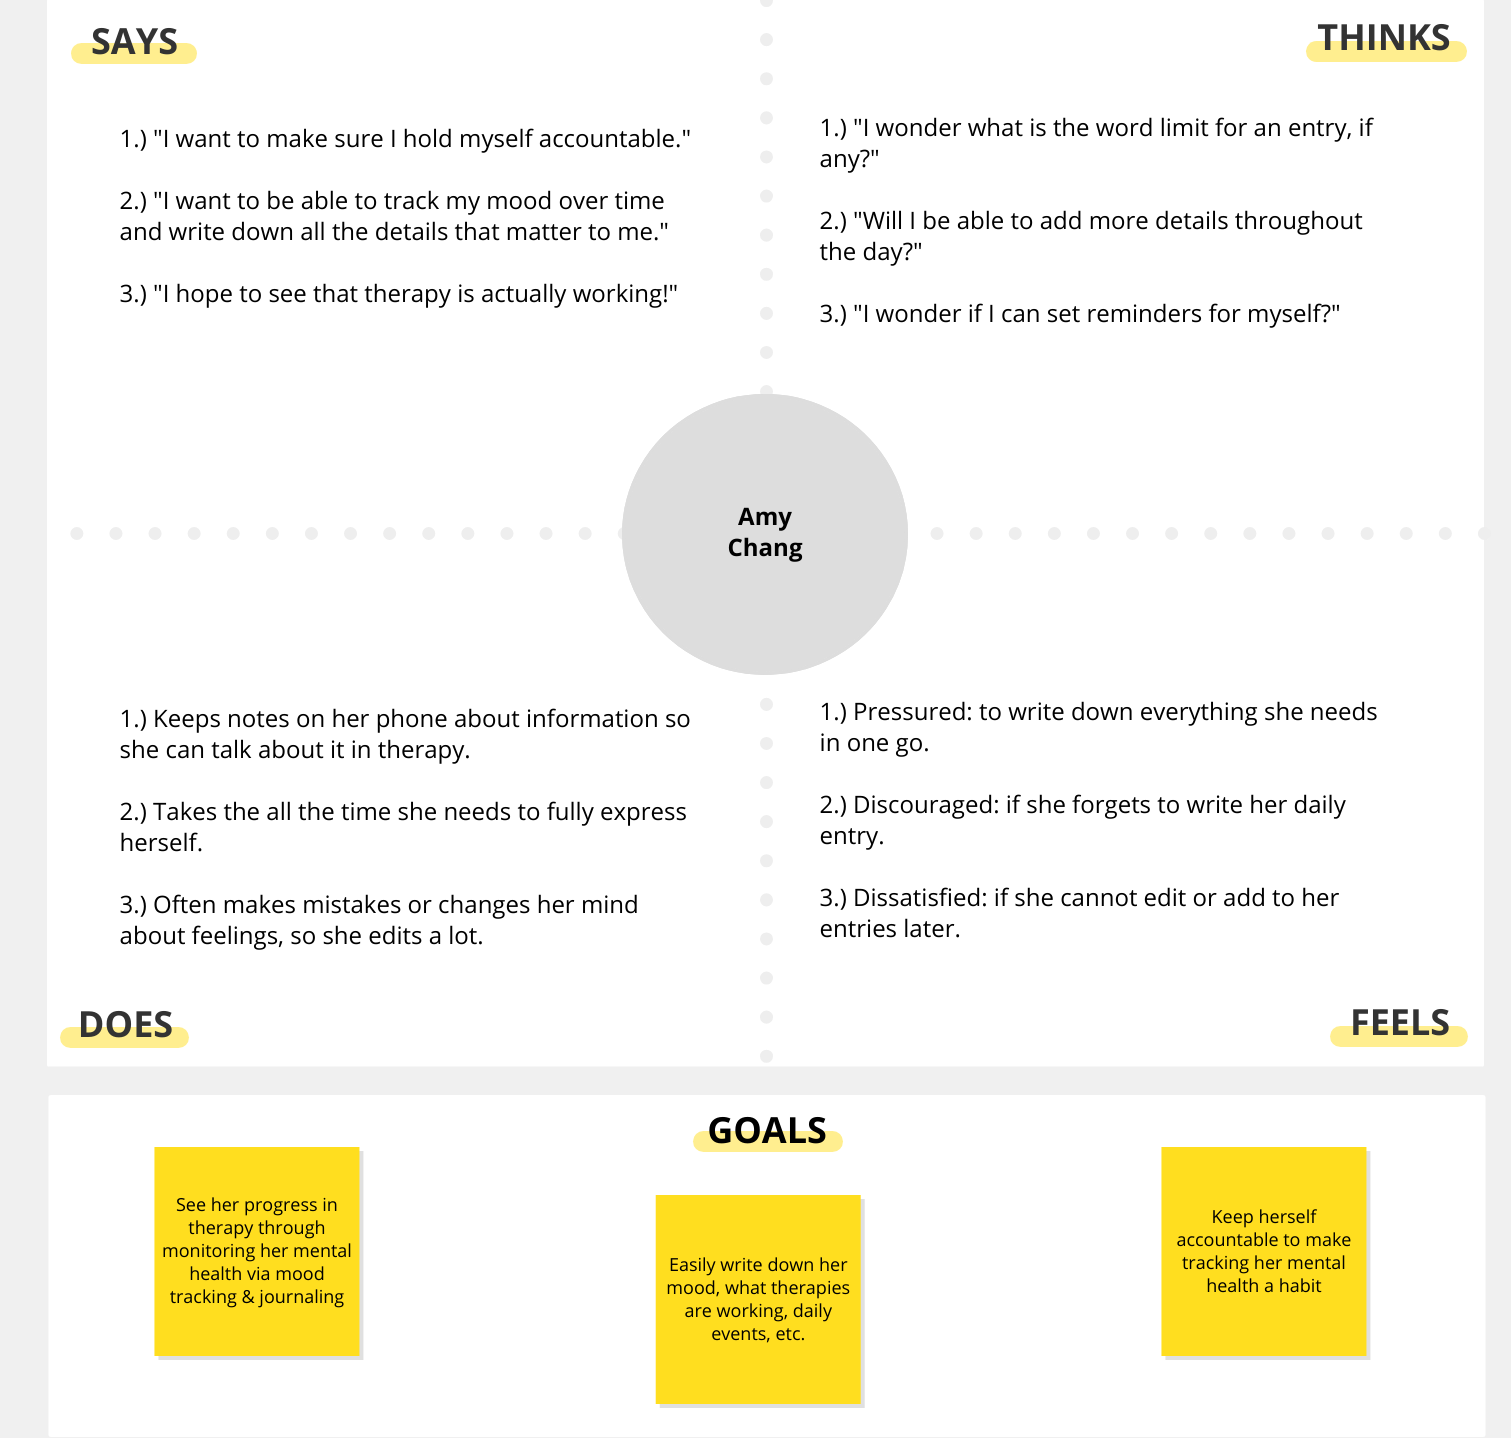 SAYS
1.) "I want to make sure I hold myself accountable."
2.) "I want to be able to track my mood over time
and write down all the details that matter to me."
3.) "I hope to see that therapy is actually working!"
THINKS
1.) "I wonder what is the word limit for an entry, if
any?"
2.) "Will I be able to add more details throughout
the day?"
3.) "I wonder if I can set reminders for myself?"
Amy
Chang
1.) Keeps notes on her phone about information so
she can talk about it in therapy.
2.) Takes the all the time she needs to fully express
herself.
3.) Often makes mistakes or changes her mind
about feelings, so she edits a lot.
DOES
1.) Pressured: to write down everything she needs
in one go.
2.) Discouraged: if she forgets to write her daily
entry.
3.) Dissatisfied: if she cannot edit or add to her
entries later.
FEELS
GOALS
See her progress in
therapy through
monitoring her mental
health via mood
tracking & journaling
Easily write down her
mood, what therapies
are working, daily
events, etc.
Keep herself
accountable to make
tracking her mental
health a habit